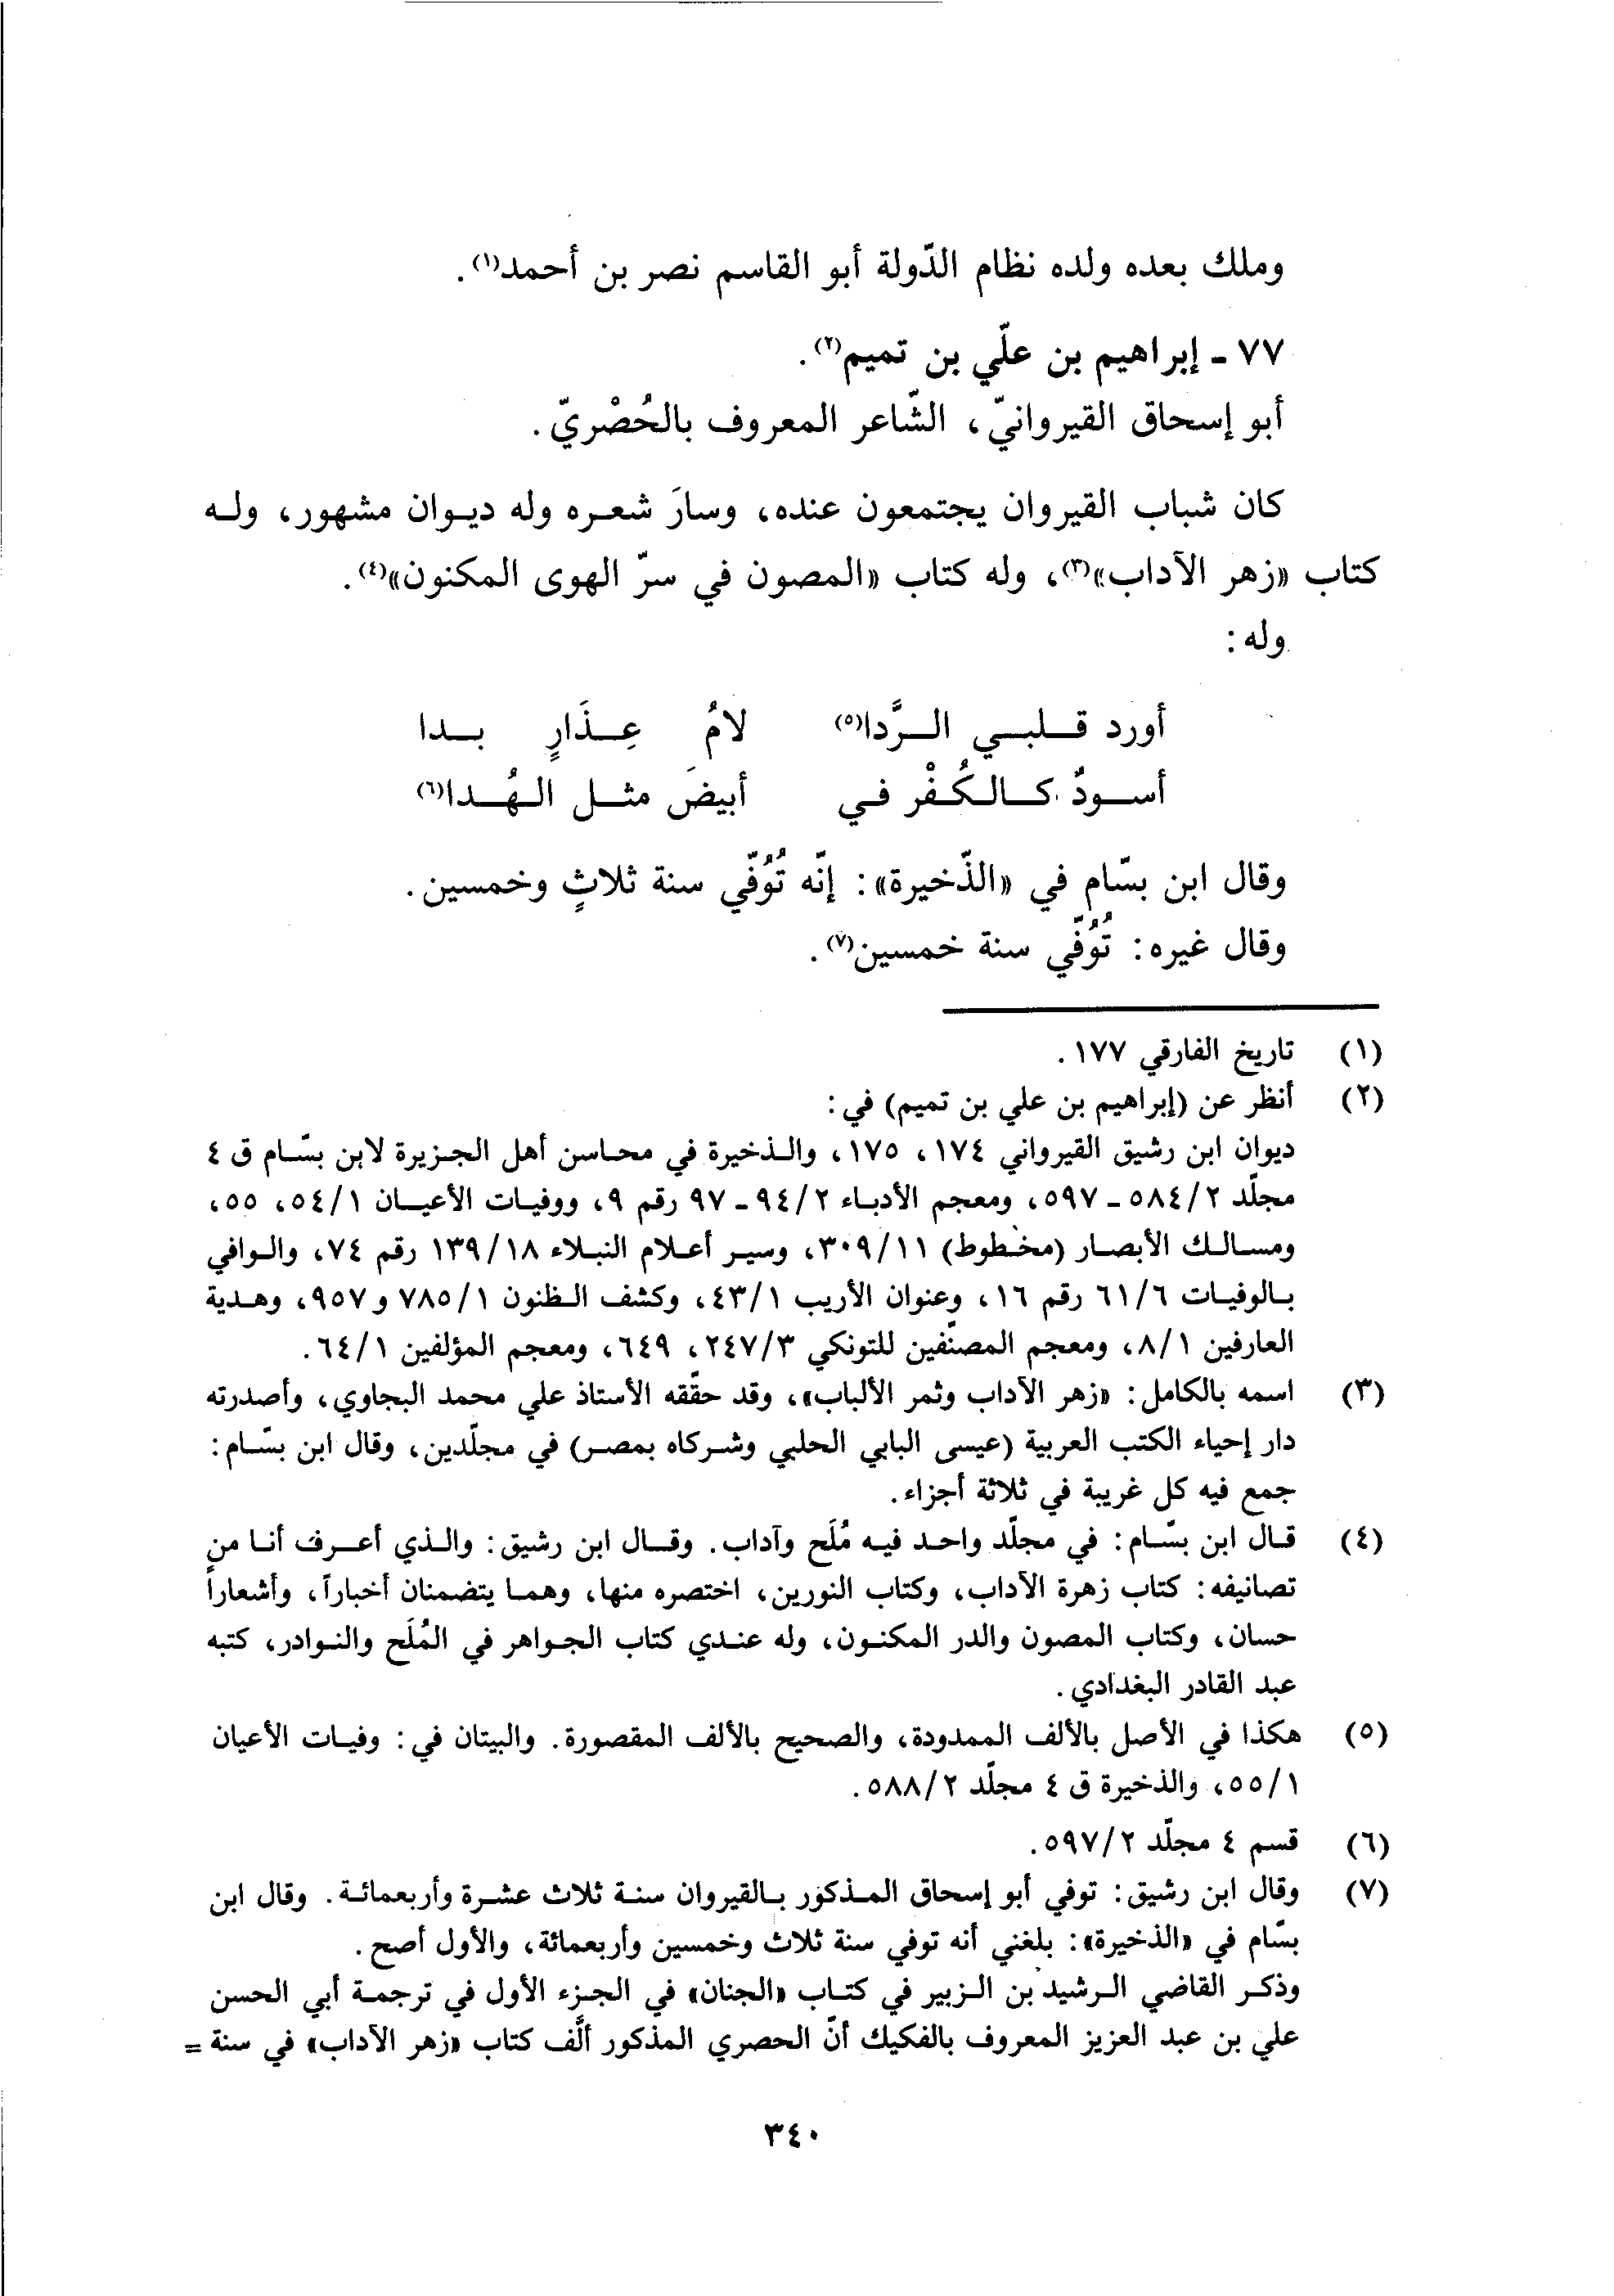 وملك بعده ولده نظام الدّولة أبو القاسم نصر بن أحمد(١).
٧٧ - إبراهيم بن علّي بن تميم(٢).
أبو إسحاق القيروانيّ، الشّاعر المعروف بالحُصْريّ.
كان شباب القيروان يجتمعون عنده، وسارَ شعره وله ديوان مشهور، وله
كتاب «زهر الآداب»(٣)، وله كتاب «المصون في سرّ الهوى المكنون»(٤).
وله:
أورد قلبي الرَّدا(٥) لامُ عِذَارٍ بدا
أسودُ كالكُفْر في أبيضَ مثل الهُدا(٦)
وقال ابن بسّام في «الذّخيرة»: إنّه تُوُفّي سنة ثلاثٍ وخمسين.
وقال غيره: تُوُفّي سنة خمسين(٧).
(١) تاريخ الفارقي ١٧٧.
(٢) أنظر عن (إبراهيم بن علي بن تميم) في:
ديوان ابن رشيق القيرواني ١٧٤، ١٧٥، والذخيرة في محاسن أهل الجزيرة لابن بسّام ق ٤
مجلّد ٢/٥٨٤ - ٥٩٧، ومعجم الأدباء ٢/٩٤ - ٩٧ رقم ٩، ووفيات الأعيان ١/٥٤، ٥٥،
ومسالك الأبصار (مخطوط) ١١/٣٠٩، وسير أعلام النبلاء ١٨/١٣٩ رقم ٧٤، والوافي
بالوفيات ٦/٦١ رقم ١٦، وعنوان الأريب ١/٤٣، وكشف الظنون ١/٧٨٥ و٩٥٧، وهدية
العارفين ١/٨، ومعجم المصنّفين للتونكي ٣/٢٤٧، ٦٤٩، ومعجم المؤلفين ١/٦٤.
(٣) اسمه بالكامل: «زهر الآداب وثمر الألباب»، وقد حقّقه الأستاذ علي محمد البجاوي، وأصدرته
دار إحياء الكتب العربية (عيسى البابي الحلبي وشركاه بمصر) في مجلّدين، وقال ابن بسّام:
جمع فيه كل غريبة في ثلاثة أجزاء.
(٤) قال ابن بسّام: في مجلّد واحد فيه مُلَح وآداب. وقال ابن رشيق: والذي أعرف أنا من
تصانيفه: كتاب زهرة الآداب، وكتاب النورين، اختصره منها، وهما يتضمنان أخباراً، وأشعاراً
حسان، وكتاب المصون والدر المكنون، وله عندي كتاب الجواهر في المُلَح والنوادر، كتبه
عبد القادر البغدادي.
(٥) هكذا في الأصل بالألف الممدودة، والصحيح بالألف المقصورة. والبيتان في: وفيات الأعيان
١/٥٥، والذخيرة ق ٤ مجلّد ٢/٥٨٨.
(٦) قسم ٤ مجلّد ٢/٥٩٧.
(٧) وقال ابن رشيق: توفي أبو إسحاق المذكور بالقيروان سنة ثلاث عشرة وأربعمائة. وقال ابن
بسّام في «الذخيرة»: بلغني أنه توفي سنة ثلاث وخمسين وأربعمائة، والأول أصح.
وذكر القاضي الرشيد بن الزبير في كتاب «الجنان» في الجزء الأول في ترجمة أبي الحسن
علي بن عبد العزيز المعروف بالفكيك أنّ الحصري المذكور ألَّف كتاب «زهر الآداب» في سنة =
٣٤٠